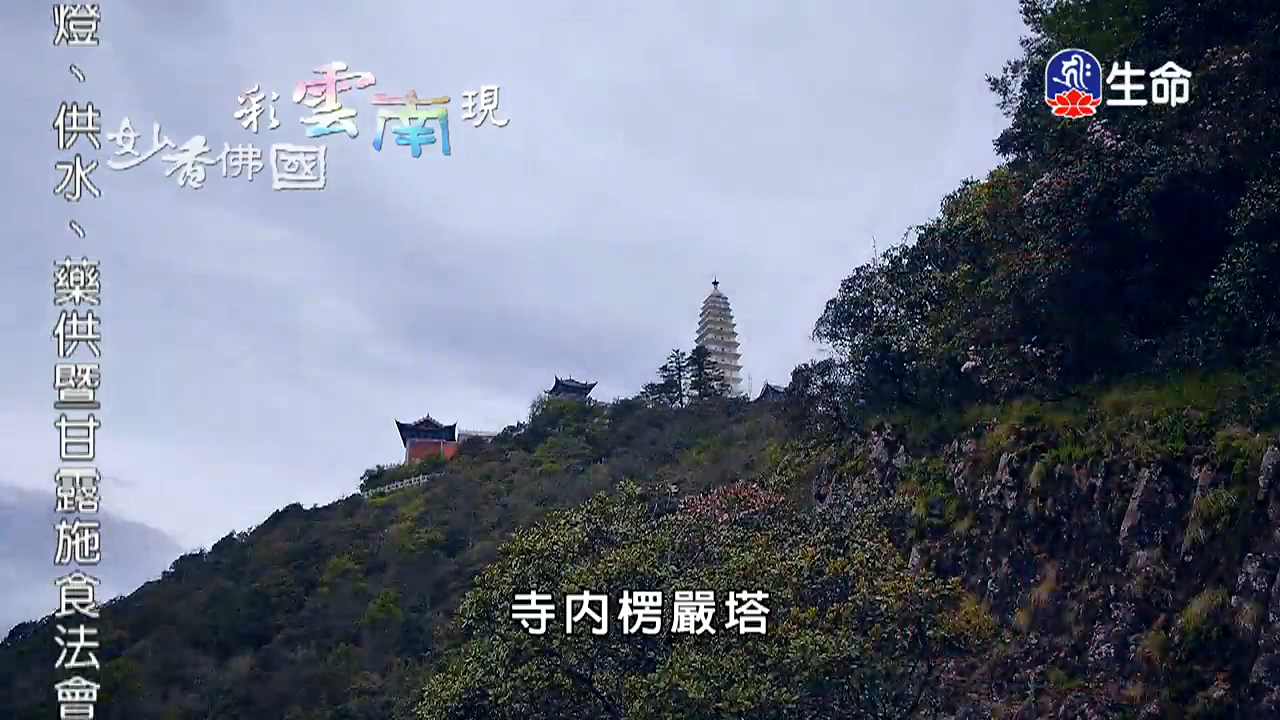 燈、供水、藥供暨甘露施食法會
彩雲南現
妙香佛國
生命
寺内楞嚴塔